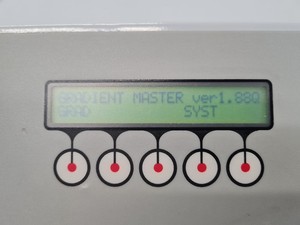 GRADIENT MASTER ver1.88Q
GRAD SYST